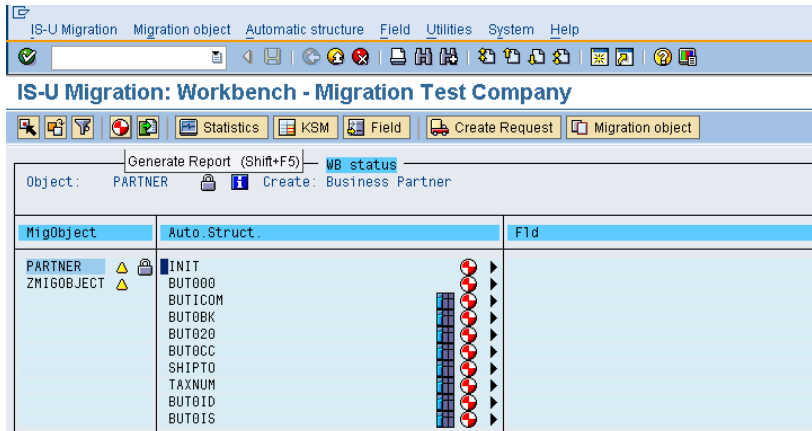 IS-U Migration Migration object Automatic structure Field Utilities System Help
IS-U Migration: Workbench - Migration Test Company
Statistics KSM Field Create Request Migration object
Generate Report (Shift+F5) WB status
Object: PARTNER Create: Business Partner
MigObject Auto.Struct. Fld
PARTNER INIT
ZMIGOBJECT BUT000
BUTICOM
BUT0BK
BUT020
BUT0CC
SHIPTO
TAXNUM
BUT0ID
BUT0IS